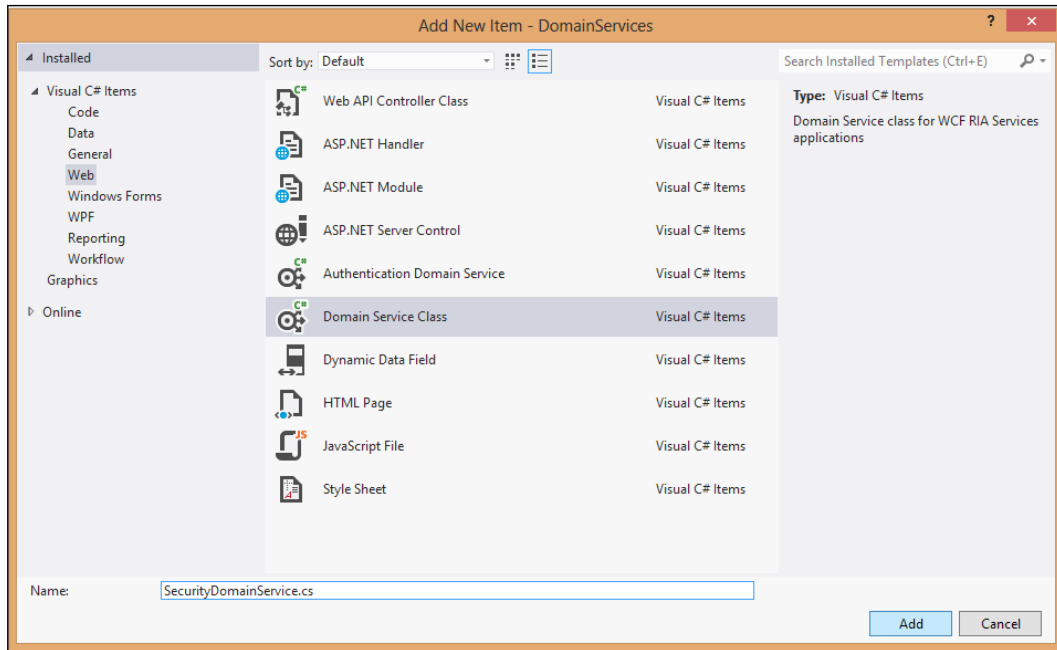 Add New Item - DomainServices
? ×
Installed
Sort by: Default
Search Installed Templates (Ctrl+E)
Visual C# Items
Code
Data
General
Web
Windows Forms
WPF
Reporting
Workflow
Graphics
Online
C# Web API Controller Class Visual C# Items
ASP.NET Handler Visual C# Items
ASP.NET Module Visual C# Items
ASP.NET Server Control Visual C# Items
C# Authentication Domain Service Visual C# Items
C# Domain Service Class Visual C# Items
Dynamic Data Field Visual C# Items
HTML Page Visual C# Items
JS JavaScript File Visual C# Items
A Style Sheet Visual C# Items
Type: Visual C# Items
Domain Service class for WCF RIA Services
applications
Name: SecurityDomainService.cs
Add Cancel